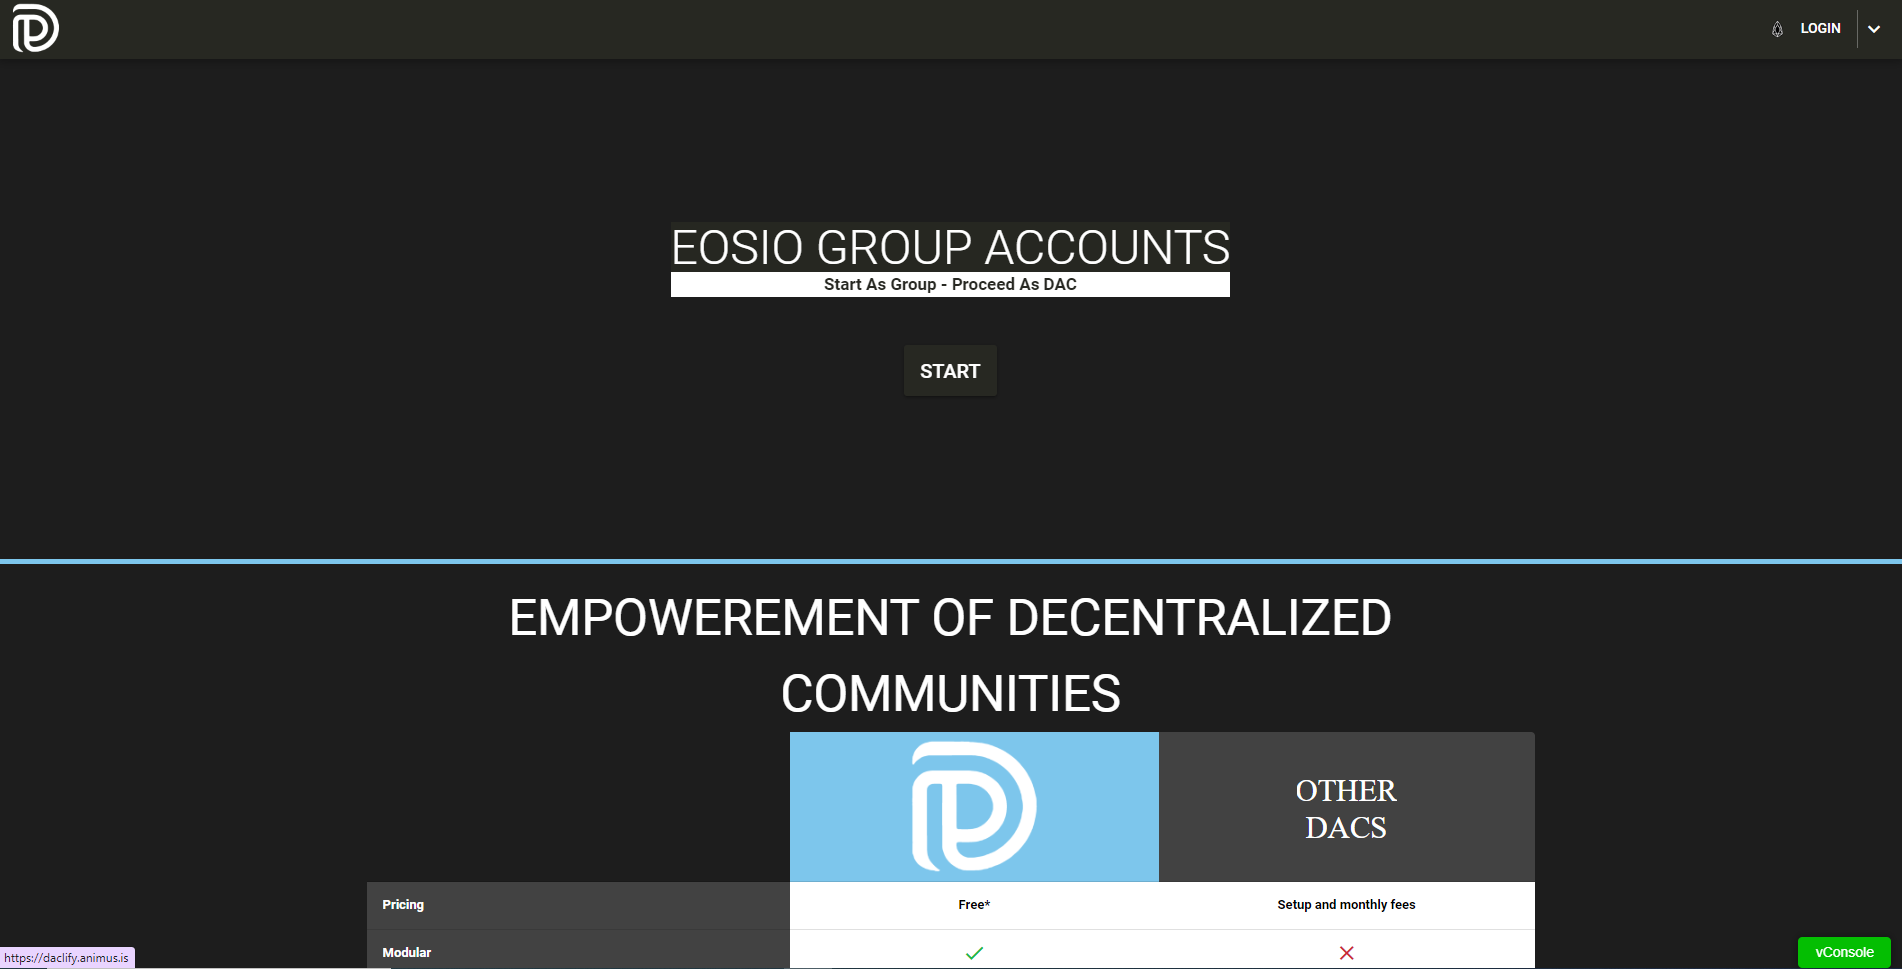 LOGIN
EOSIO GROUP ACCOUNTS
Start As Group - Proceed As DAC
START
EMPOWEREMENT OF DECENTRALIZED
COMMUNITIES
OTHER
DACS
Pricing
Free*
Setup and monthly fees
Modular
https://daclify.animus.is
vConsole